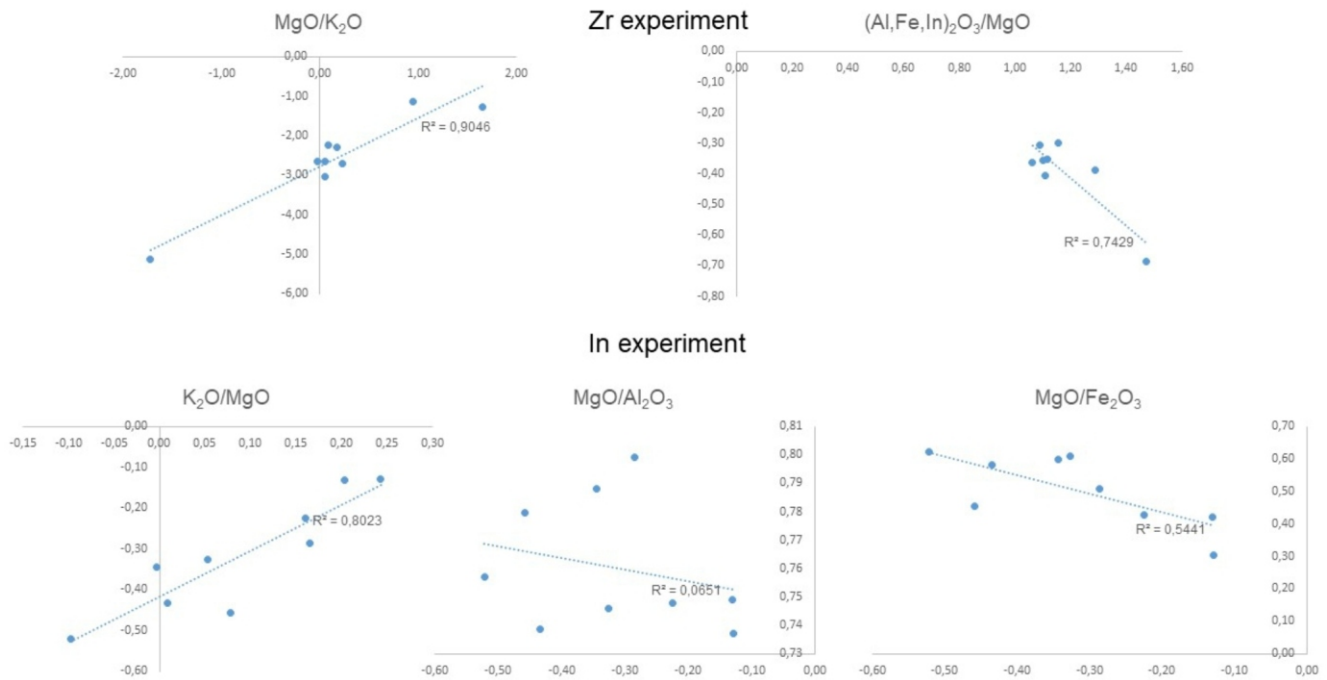 Zr experiment
MgO/K₂O
0,00
-2,00 -1,00 0,00 1,00 2,00
-1,00
-2,00
-3,00
-4,00
-5,00
-6,00
R² = 0,9046
(Al,Fe,In)₂O₃/MgO
0,00
0,00 0,20 0,40 0,60 0,80 1,00 1,20 1,40 1,60
-0,10
-0,20
-0,30
-0,40
-0,50
-0,60
-0,70
-0,80
R² = 0,7429
In experiment
K₂O/MgO
0,00
-0,15 -0,10 -0,05 0,00 0,05 0,10 0,15 0,20 0,25 0,30
-0,10
-0,20
-0,30
-0,40
-0,50
-0,60
R² = 0,8023
MgO/Al₂O₃
0,81
0,80
0,79
0,78
0,77
0,76
0,75
0,74
0,73
R² = 0,0651
-0,60 -0,50 -0,40 -0,30 -0,20 -0,10 0,00
MgO/Fe₂O₃
0,70
0,60
0,50
0,40
0,30
0,20
0,10
0,00
R² = 0,5441
-0,60 -0,50 -0,40 -0,30 -0,20 -0,10 0,00